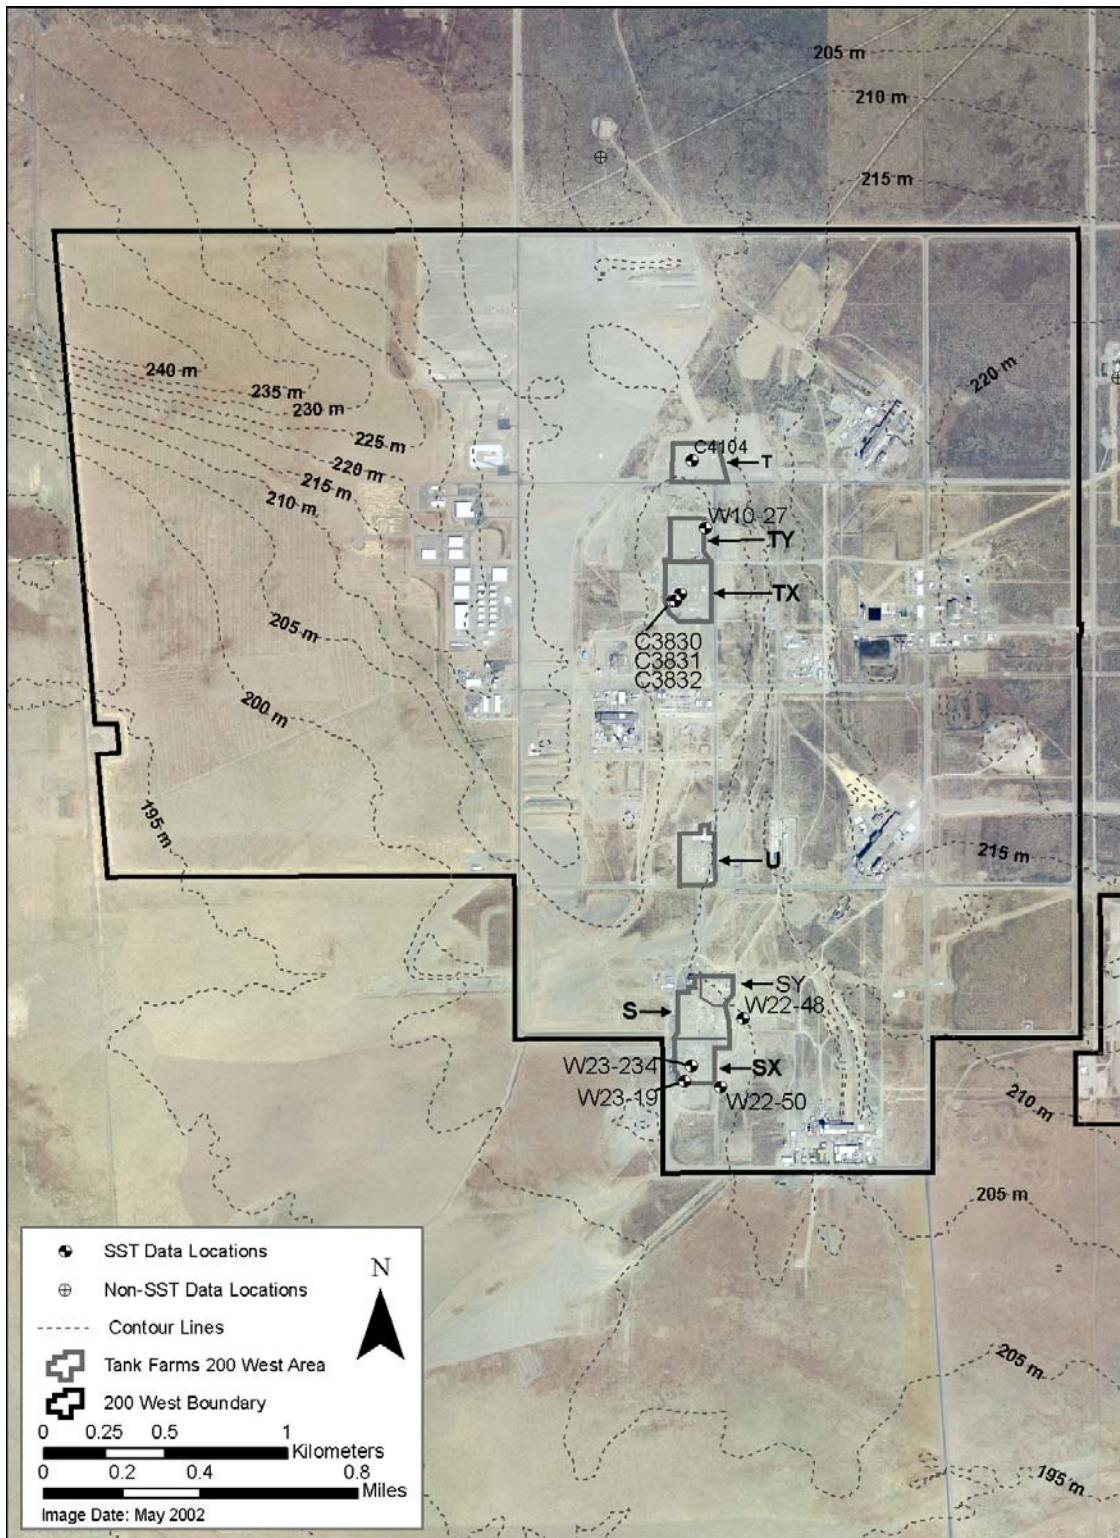 205 m
210 m
215 m
220 m
240 m
235 m
230 m
225 m
220 m
215 m
210 m
C4104
T
W10-27
TY
TX
C3830
C3831
C3832
205 m
200 m
195 m
U
215 m
SY
W22-48
S
W23-234
SX
W23-19
W22-50
210 m
205 m
205 m
195 m
SST Data Locations
Non-SST Data Locations
N
Contour Lines
Tank Farms 200 West Area
200 West Boundary
0 0.25 0.5 1
Kilometers
0 0.2 0.4 0.8
Miles
Image Date: May 2002